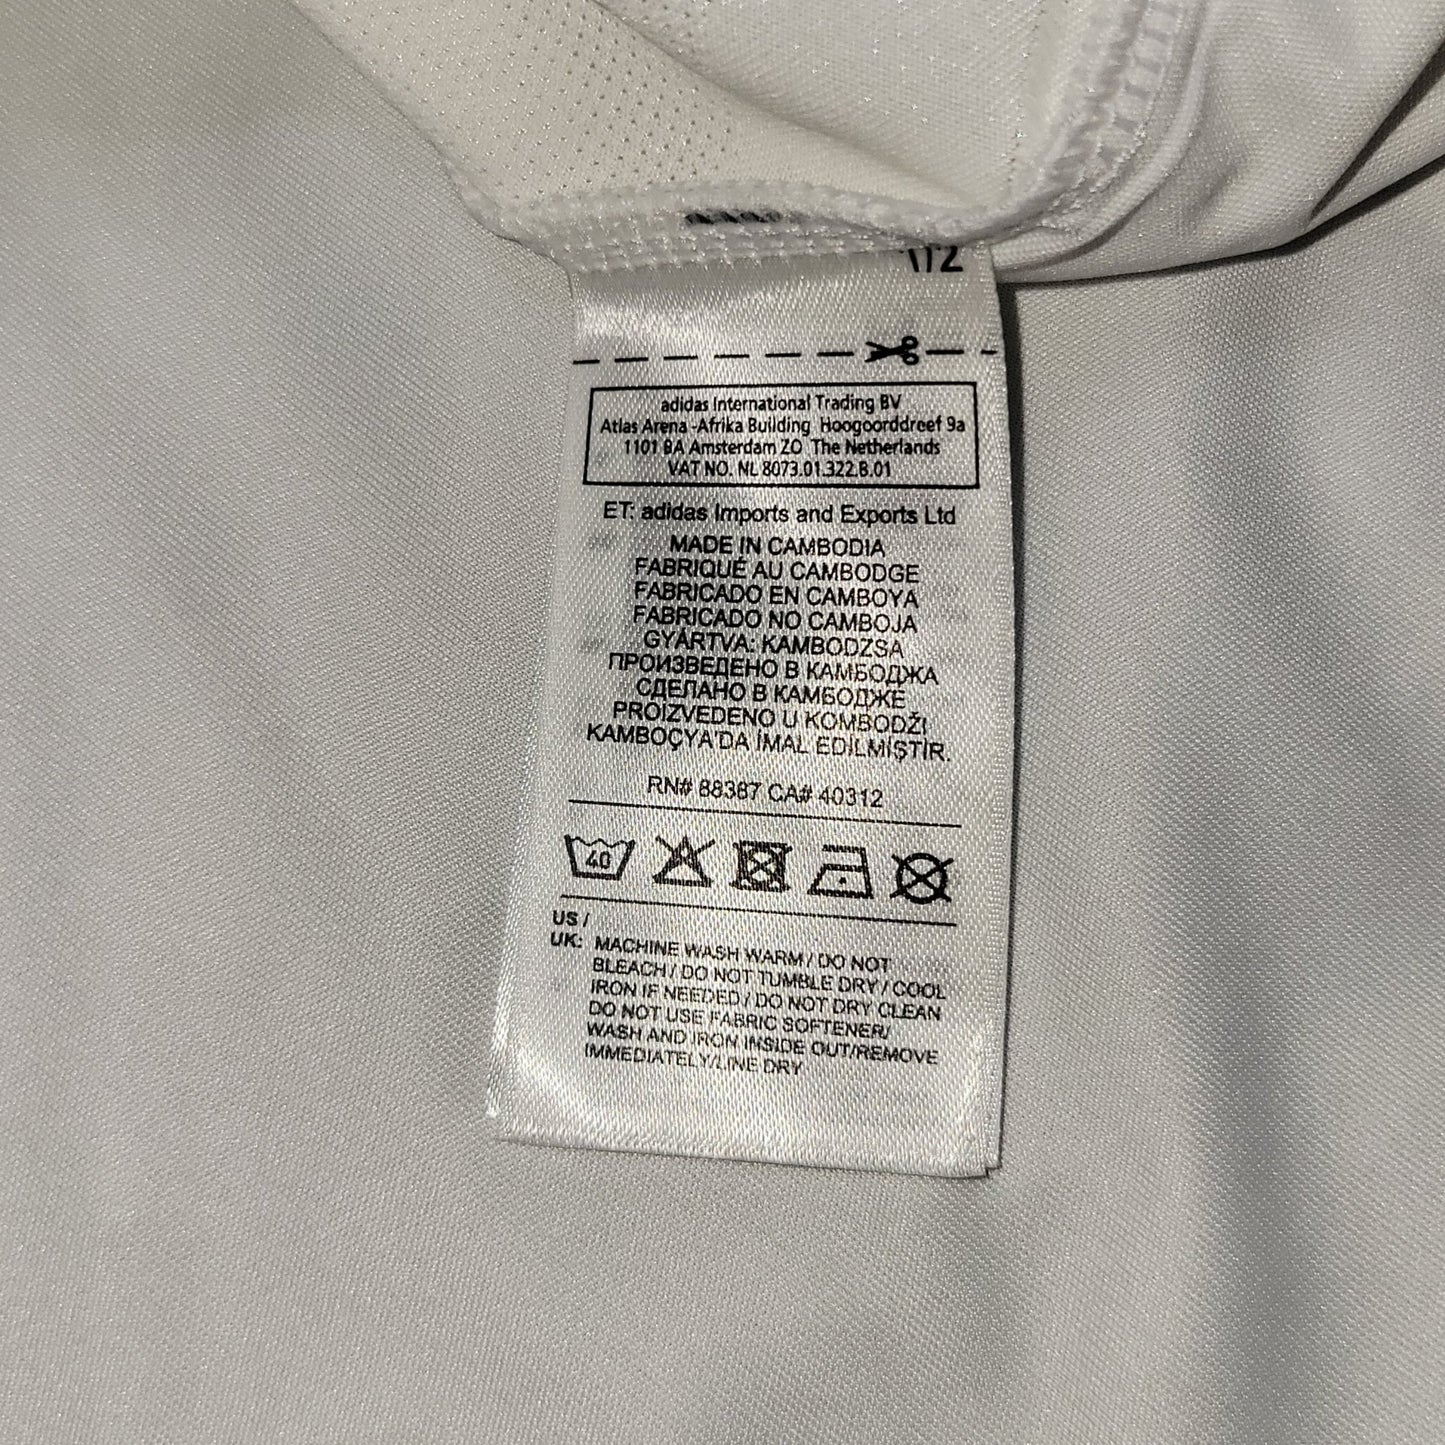 adidas International Trading BV
Atlas Arena -Afrika Building Hoogoorddreef 9a
1101 BA Amsterdam ZO The Netherlands
VAT NO. NL 8073.01.322.B.01
ET: adidas Imports and Exports Ltd
MADE IN CAMBODIA
FABRIQUÉ AU CAMBODGE
FABRICADO EN CAMBOYA
FABRICADO NO CAMBOJA
GYÁRTVA: KAMBODZSA
ПРОИЗВЕДЕНО В КАМБОДЖА
СДЕЛАНО В КАМБОДЖЕ
PROIZVEDENO U KOMBODŽI
KAMBOÇYA'DA İMAL EDİLMİŞTİR.
RN# 88387 CA# 40312
40
US /
UK: MACHINE WASH WARM / DO NOT
BLEACH / DO NOT TUMBLE DRY / COOL
IRON IF NEEDED / DO NOT DRY CLEAN
DO NOT USE FABRIC SOFTENER/
WASH AND IRON INSIDE OUT/REMOVE
IMMEDIATELY/LINE DRY